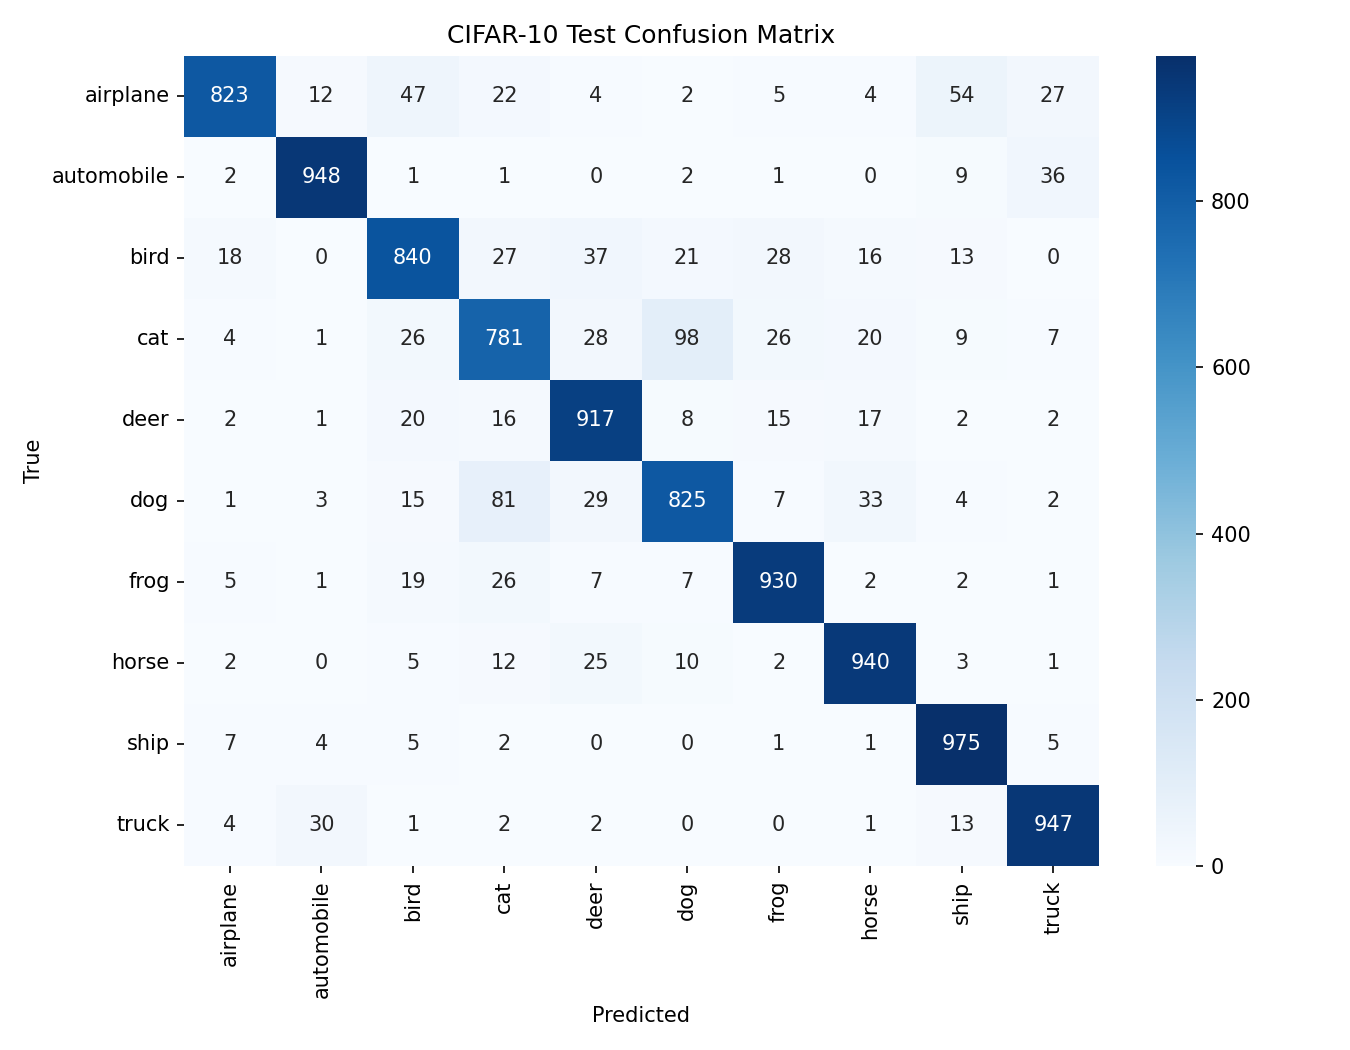 CIFAR-10 Test Confusion Matrix
airplane 823 12 47 22 4 2 5 4 54 27
automobile 2 948 1 1 0 2 1 0 9 36
bird 18 0 840 27 37 21 28 16 13 0
cat 4 1 26 781 28 98 26 20 9 7
deer 2 1 20 16 917 8 15 17 2 2
dog 1 3 15 81 29 825 7 33 4 2
frog 5 1 19 26 7 7 930 2 2 1
horse 2 0 5 12 25 10 2 940 3 1
ship 7 4 5 2 0 0 1 1 975 5
truck 4 30 1 2 2 0 0 1 13 947
airplane automobile bird cat deer dog frog horse ship truck
Predicted
True
800
600
400
200
0